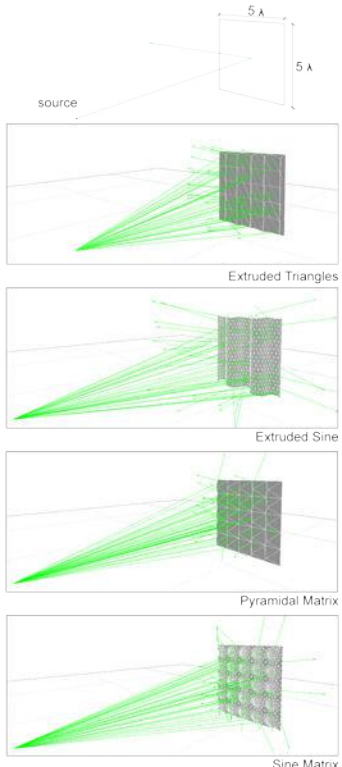 5 λ
5 λ
source
Extruded Triangles
Extruded Sine
Pyramidal Matrix
Sine Matrix